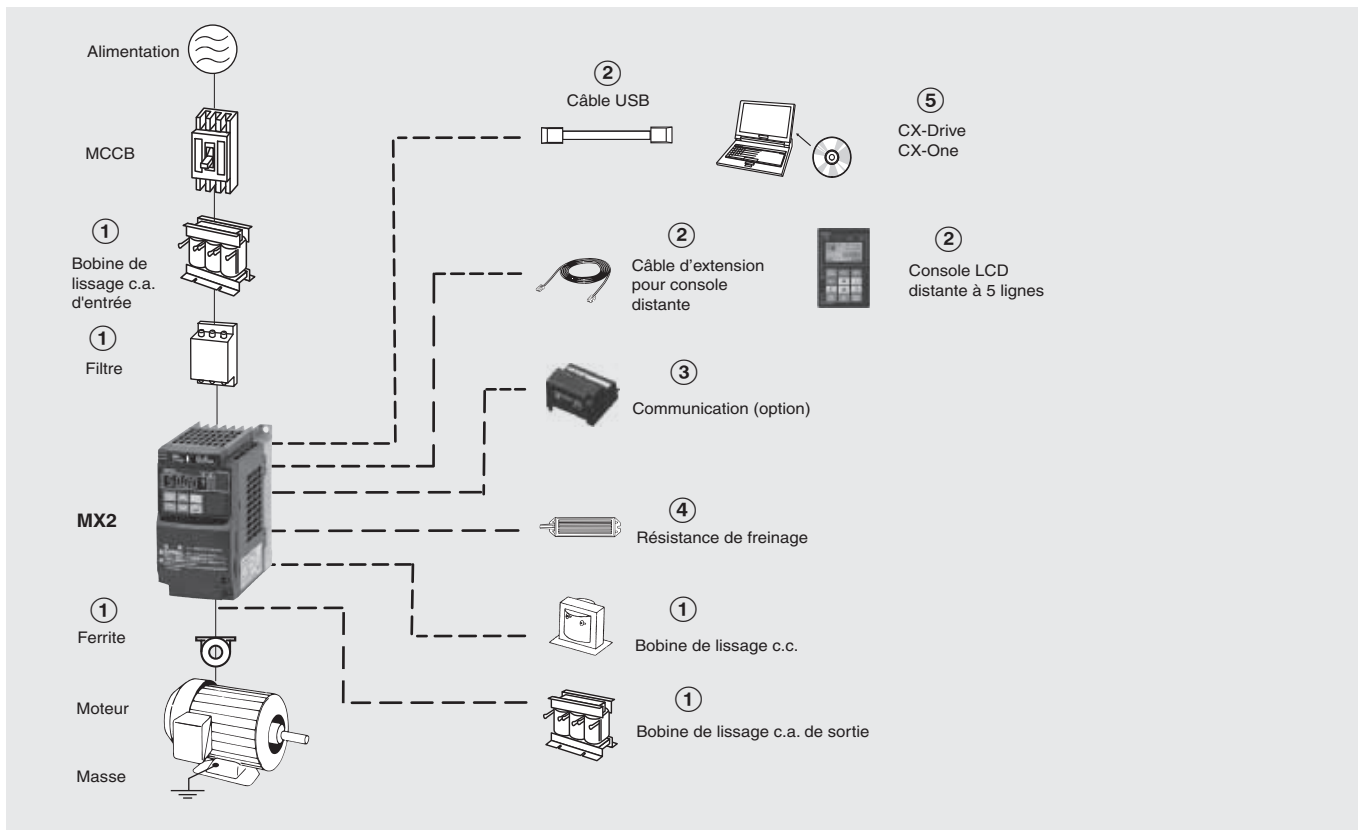 Alimentation
MCCB
1
Bobine de
lissage c.a.
d'entrée
1
Filtre
MX2
1
Ferrite
Moteur
Masse
2
Câble USB
5
CX-Drive
CX-One
2
Câble d'extension
pour console
distante
2
Console LCD
distante à 5 lignes
3
Communication (option)
4
Résistance de freinage
1
Bobine de lissage c.c.
1
Bobine de lissage c.a. de sortie